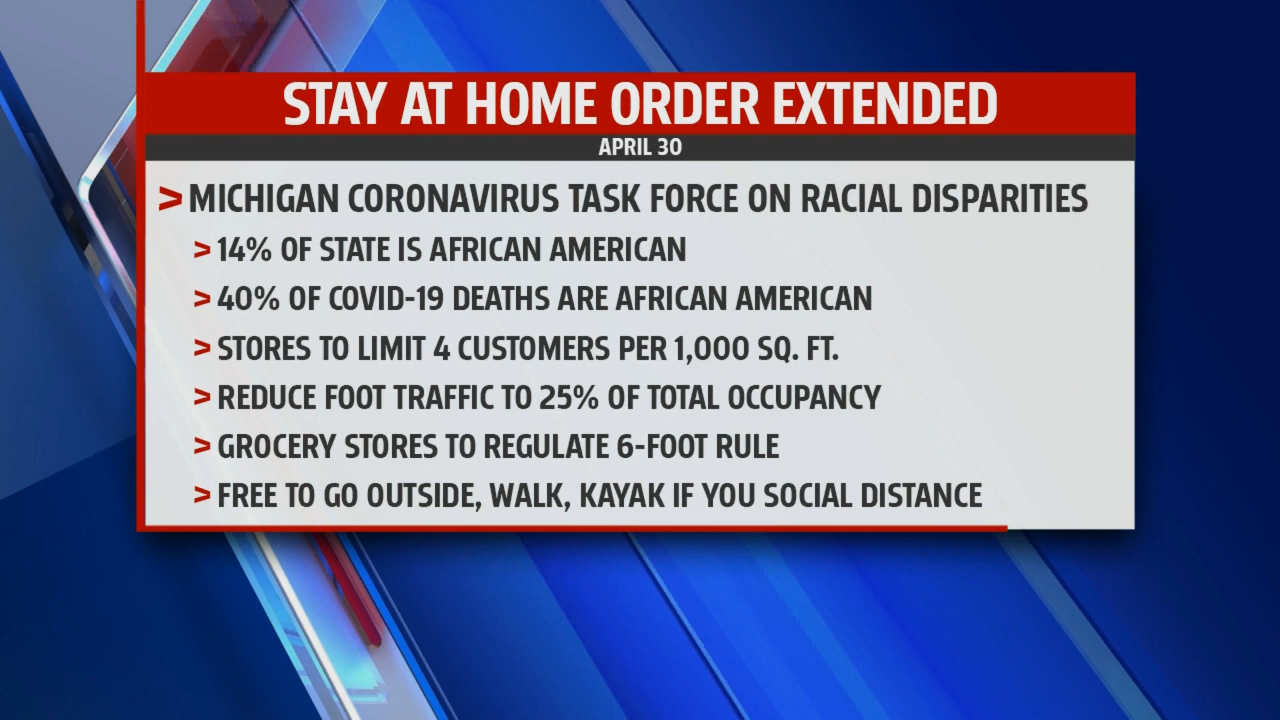 STAY AT HOME ORDER EXTENDED
APRIL 30
> MICHIGAN CORONAVIRUS TASK FORCE ON RACIAL DISPARITIES
> 14% OF STATE IS AFRICAN AMERICAN
> 40% OF COVID-19 DEATHS ARE AFRICAN AMERICAN
> STORES TO LIMIT 4 CUSTOMERS PER 1,000 SQ. FT.
> REDUCE FOOT TRAFFIC TO 25% OF TOTAL OCCUPANCY
> GROCERY STORES TO REGULATE 6-FOOT RULE
> FREE TO GO OUTSIDE, WALK, KAYAK IF YOU SOCIAL DISTANCE